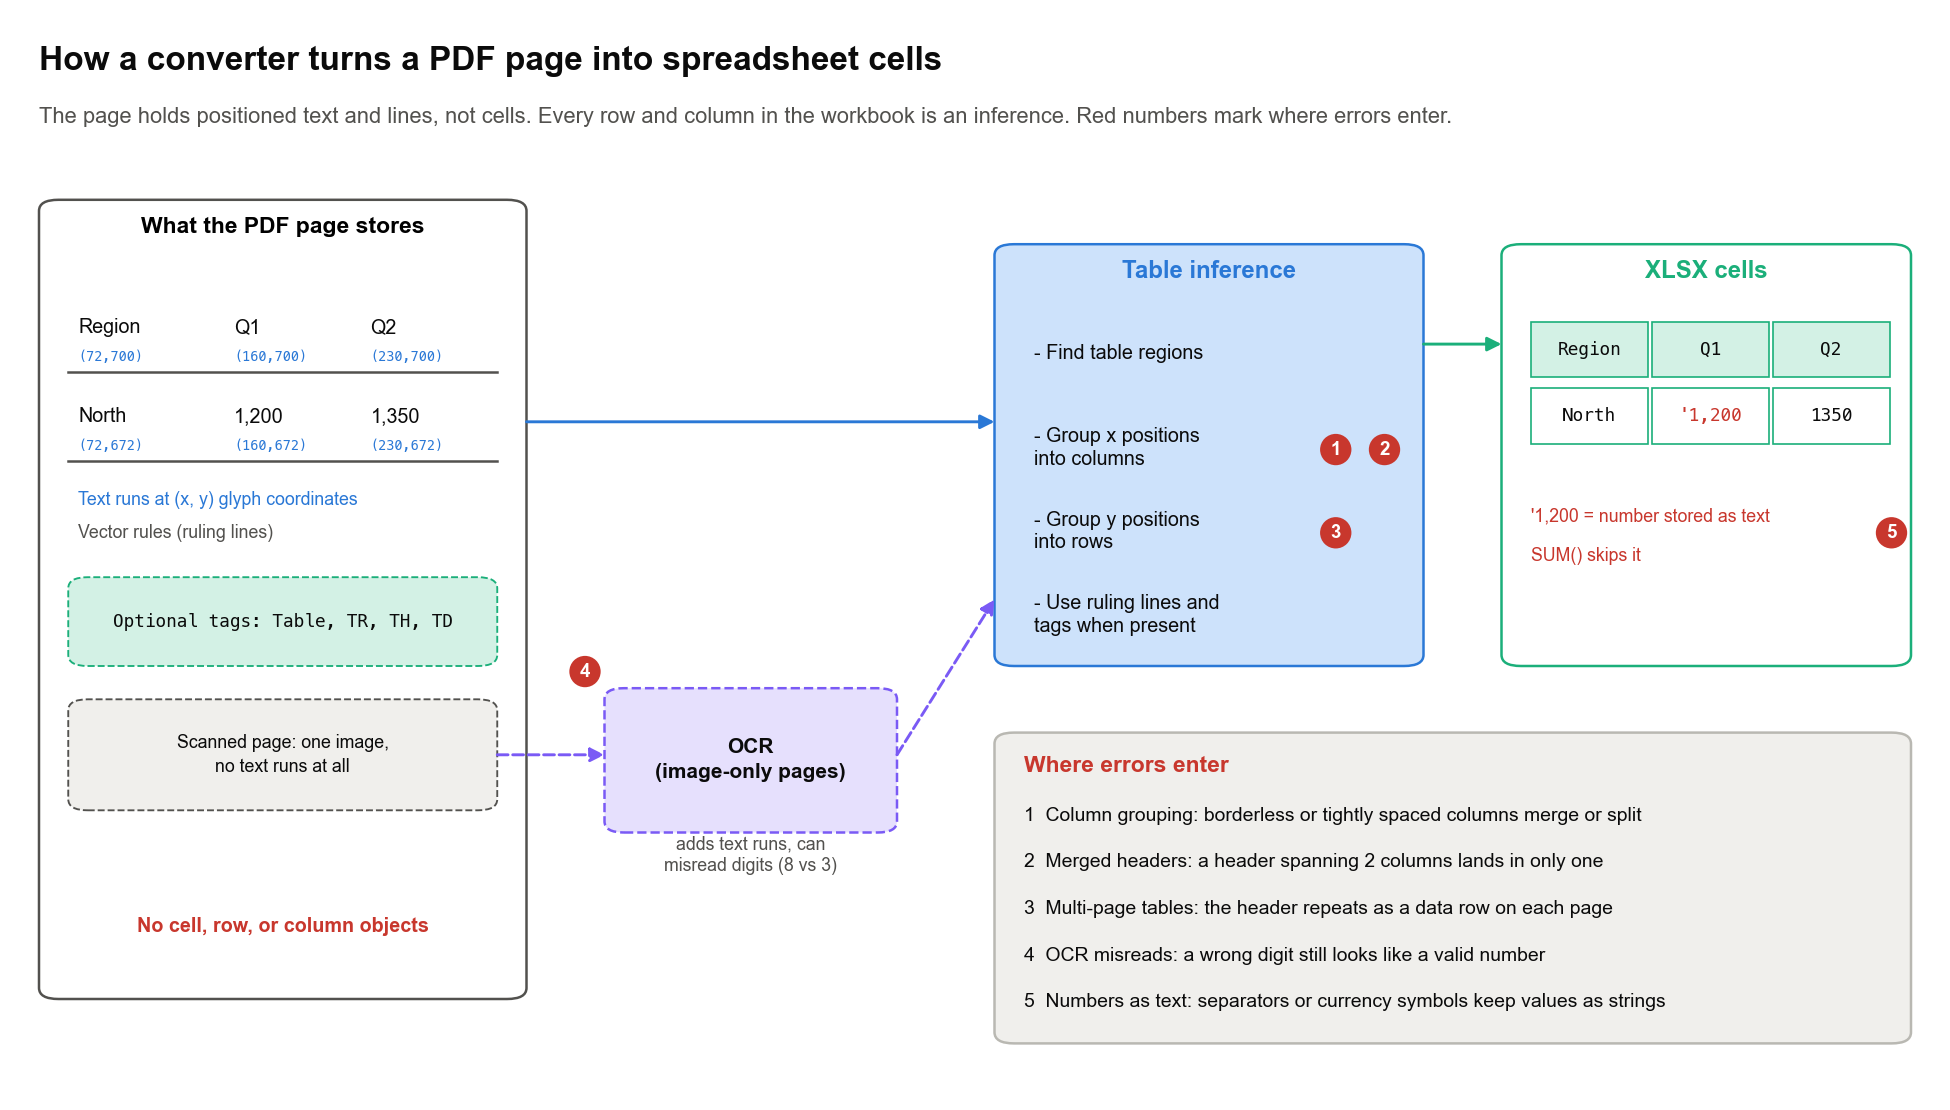 How a converter turns a PDF page into spreadsheet cells
The page holds positioned text and lines, not cells. Every row and column in the workbook is an inference. Red numbers mark where errors enter.
What the PDF page stores
Region Q1 Q2
(72,700) (160,700) (230,700)
North 1,200 1,350
(72,672) (160,672) (230,672)
Text runs at (x, y) glyph coordinates
Vector rules (ruling lines)
Optional tags: Table, TR, TH, TD
Scanned page: one image,
no text runs at all
No cell, row, or column objects
4
OCR
(image-only pages)
adds text runs, can
misread digits (8 vs 3)
Table inference
- Find table regions
- Group x positions
into columns
1 2
- Group y positions
into rows
3
- Use ruling lines and
tags when present
XLSX cells
Region Q1 Q2
North '1,200 1350
'1,200 = number stored as text
5
SUM() skips it
Where errors enter
1 Column grouping: borderless or tightly spaced columns merge or split
2 Merged headers: a header spanning 2 columns lands in only one
3 Multi-page tables: the header repeats as a data row on each page
4 OCR misreads: a wrong digit still looks like a valid number
5 Numbers as text: separators or currency symbols keep values as strings